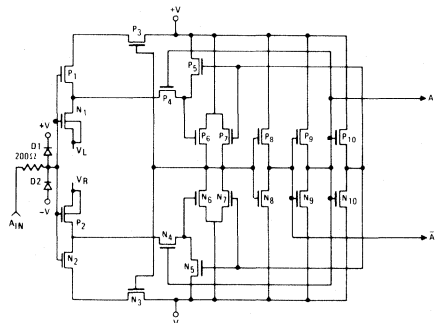 +V
P3
P1
P5
P4
A
N1
+V
D1
200Ω
VL
P6
P7
P8
P9
P10
D2
VR
-V
P2
AIN
N6
N7
N8
N9
N10
N4
Ā
N2
N5
N3
-V